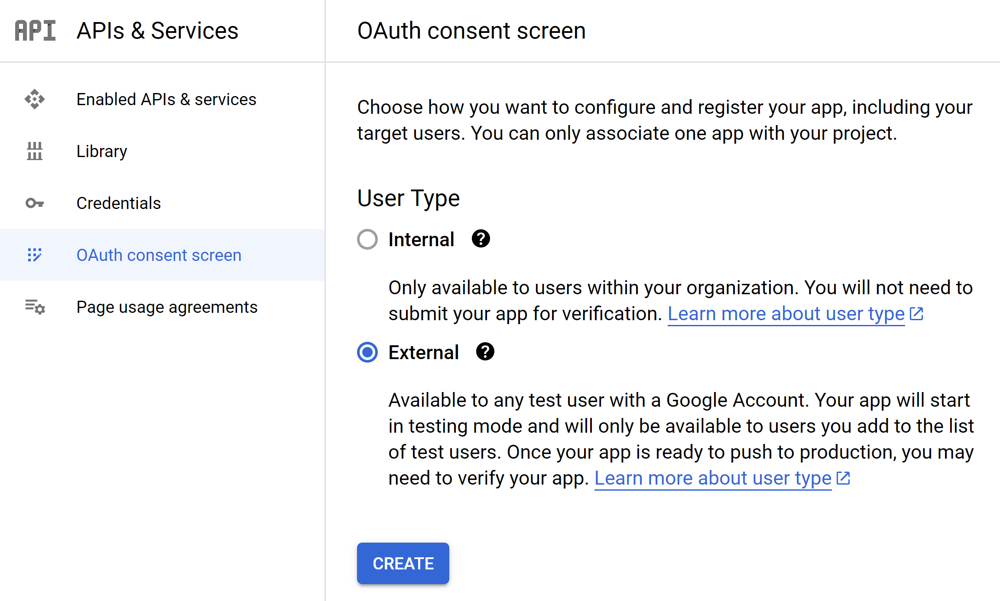 API APIs & Services
OAuth consent screen
Enabled APIs & services
Library
Credentials
OAuth consent screen
Page usage agreements
Choose how you want to configure and register your app, including your
target users. You can only associate one app with your project.
User Type
Internal
Only available to users within your organization. You will not need to
submit your app for verification. Learn more about user type
External
Available to any test user with a Google Account. Your app will start
in testing mode and will only be available to users you add to the list
of test users. Once your app is ready to push to production, you may
need to verify your app. Learn more about user type
CREATE